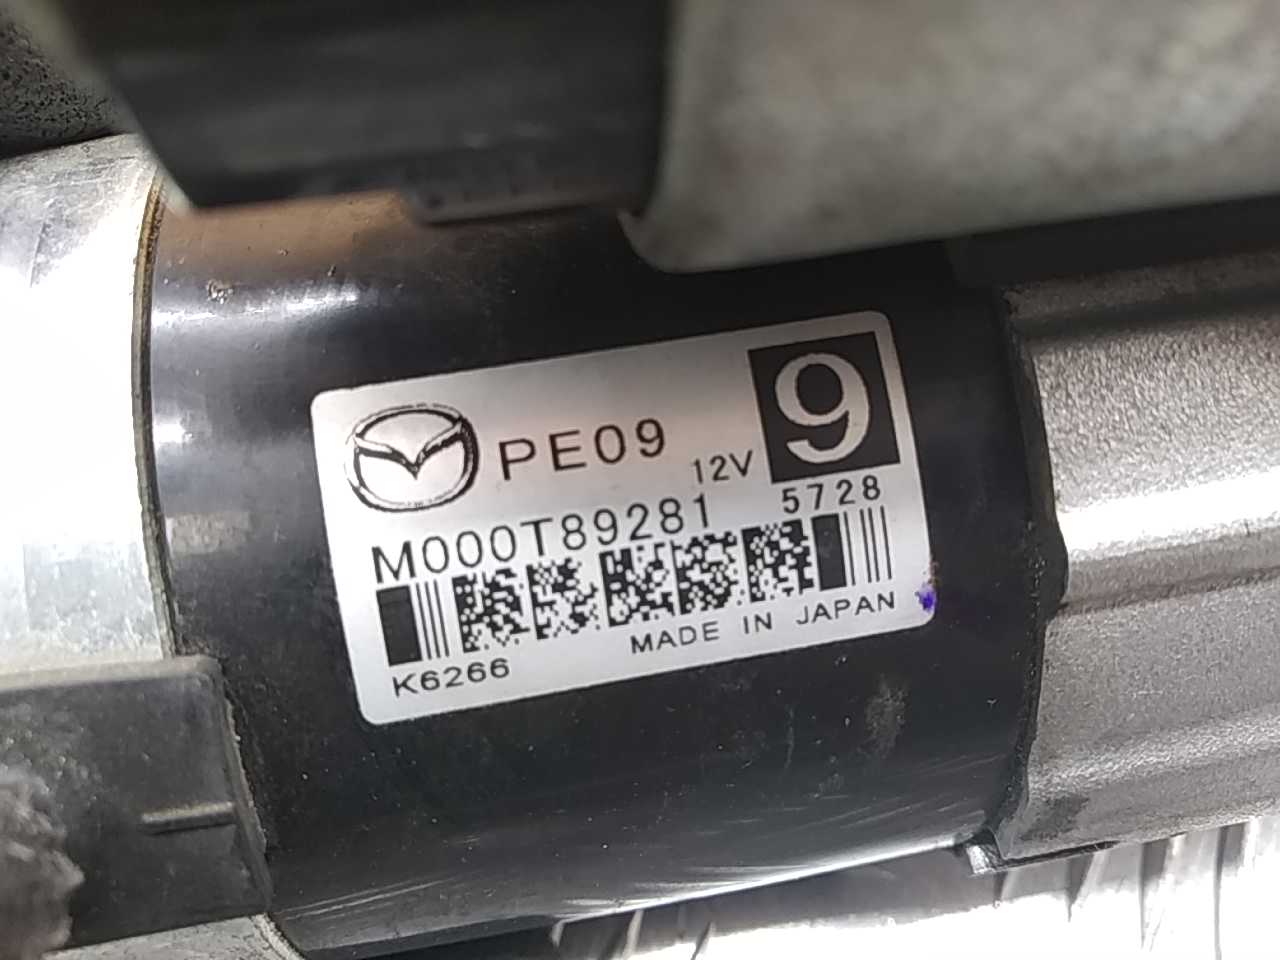 PE09
12V
9
M000T89281
5728
K6266
MADE IN JAPAN